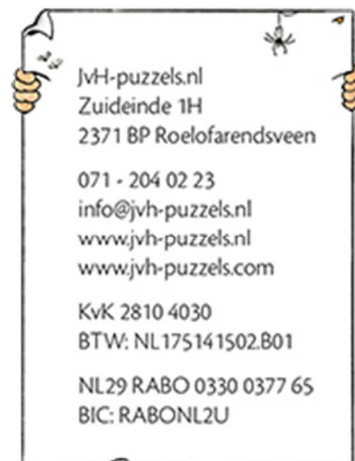 JvH-puzzels.nl
Zuideinde 1H
2371 BP Roelofarendsveen
071 - 204 02 23
info@jvh-puzzels.nl
www.jvh-puzzels.nl
www.jvh-puzzels.com
KvK 2810 4030
BTW: NL175141502.B01
NL29 RABO 0330 0377 65
BIC: RABONL2U